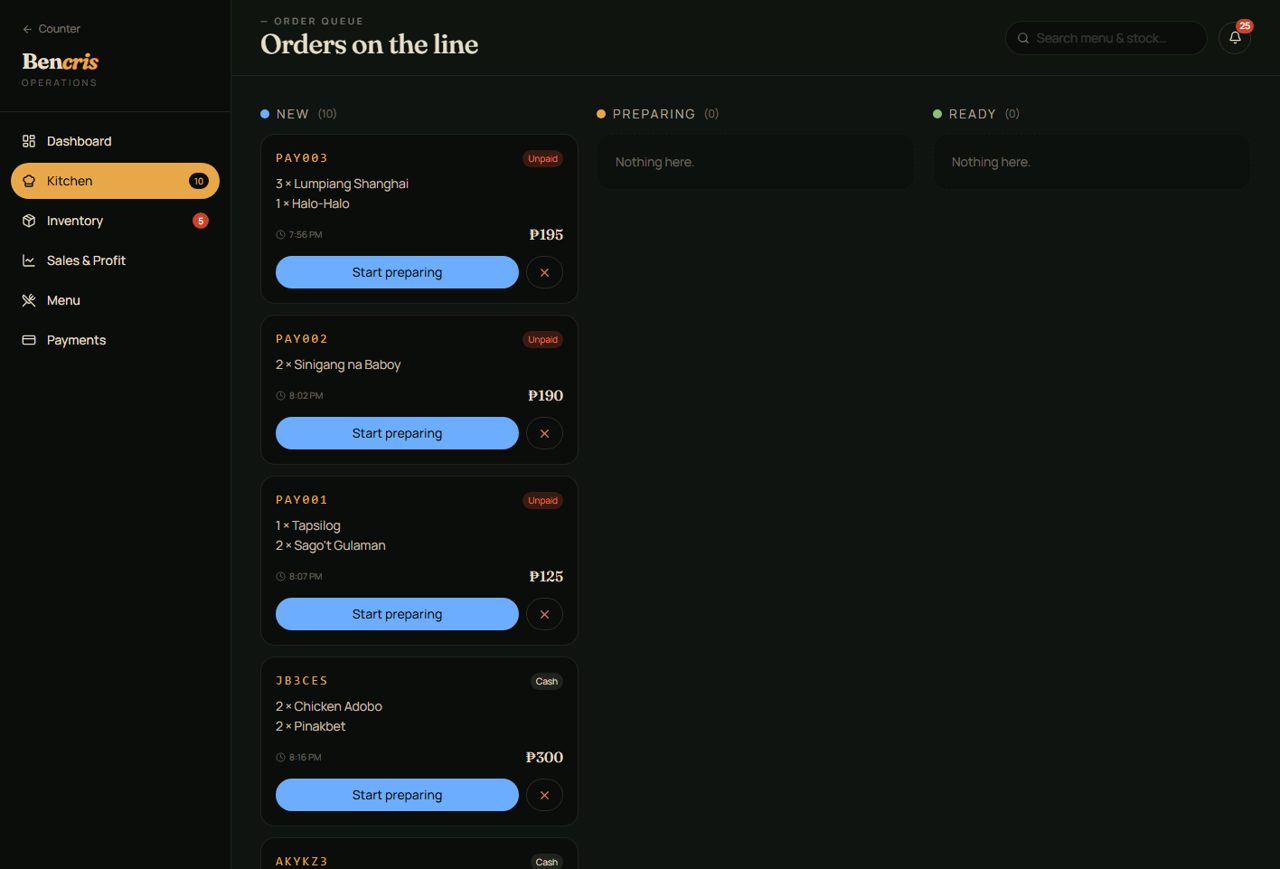 ← Counter
Bencris
OPERATIONS
Dashboard
Kitchen 10
Inventory 5
Sales & Profit
Menu
Payments
— ORDER QUEUE
Orders on the line
Search menu & stock...
25
NEW (10)
PAY003 Unpaid
3 × Lumpiang Shanghai
1 × Halo-Halo
7:56 PM ₱195
Start preparing ×
PAY002 Unpaid
2 × Sinigang na Baboy
8:02 PM ₱190
Start preparing ×
PAY001 Unpaid
1 × Tapsilog
2 × Sago't Gulaman
8:07 PM ₱125
Start preparing ×
JB3CES Cash
2 × Chicken Adobo
2 × Pinakbet
8:16 PM ₱300
Start preparing ×
AKYKZ3 Cash
PREPARING (0)
Nothing here.
READY (0)
Nothing here.